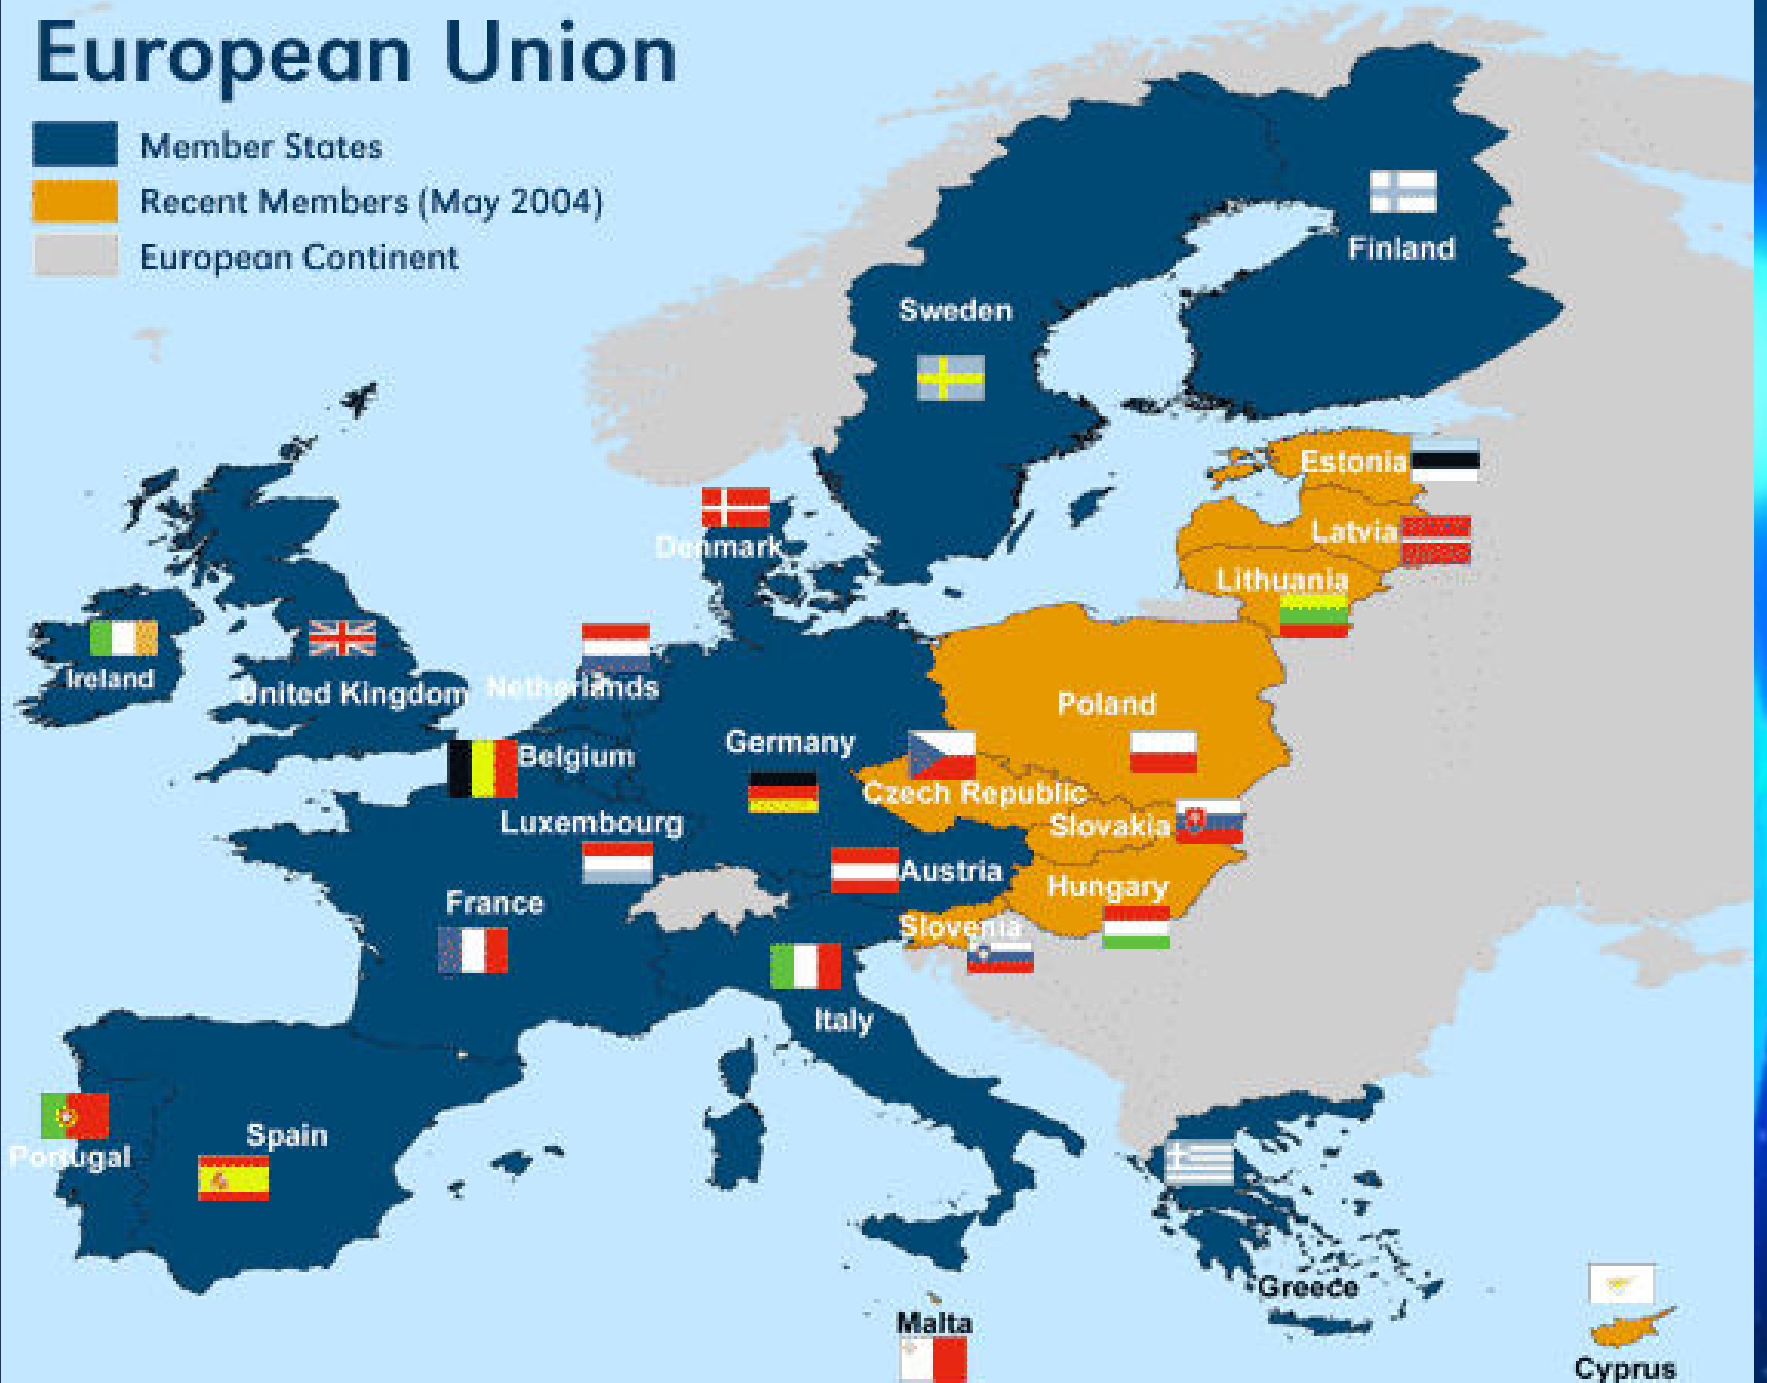 European Union
Member States
Recent Members (May 2004)
European Continent
Finland
Sweden
Estonia
Latvia
Denmark
Lithuania
Ireland
United Kingdom
Netherlands
Poland
Germany
Belgium
Czech Republic
Luxembourg
Slovakia
Austria
Hungary
France
Slovenia
Italy
Spain
Portugal
Greece
Malta
Cyprus